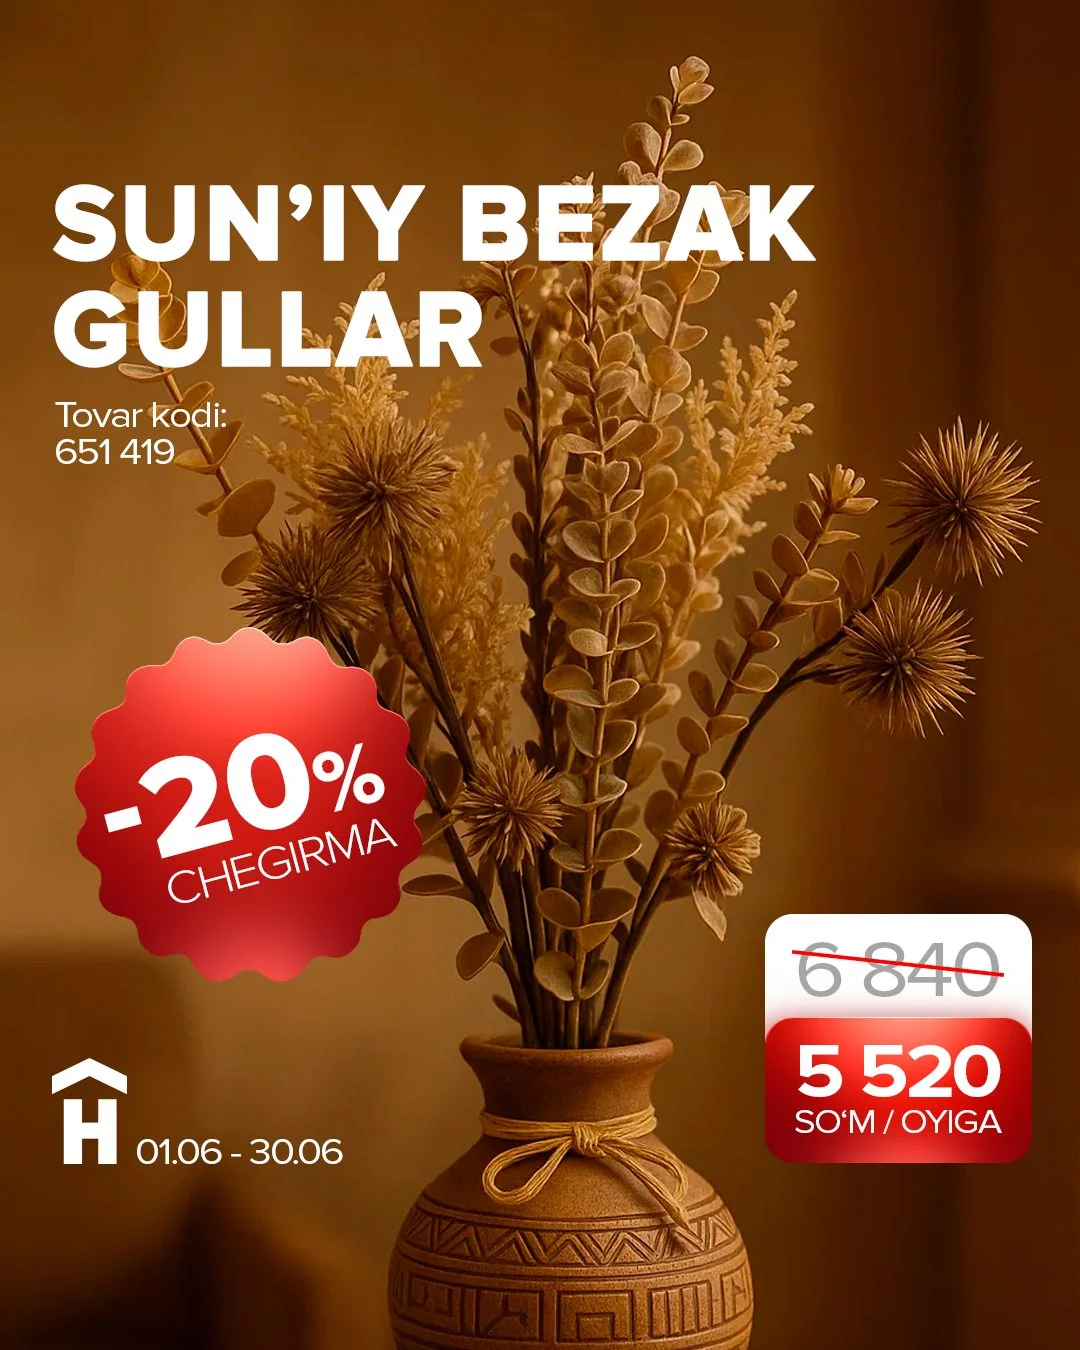 SUN’IY BEZAK
GULLAR
Tovar kodi:
651 419
-20%
CHEGIRMA
6 840
5 520
SO‘M / OYIGA
H
01.06 - 30.06